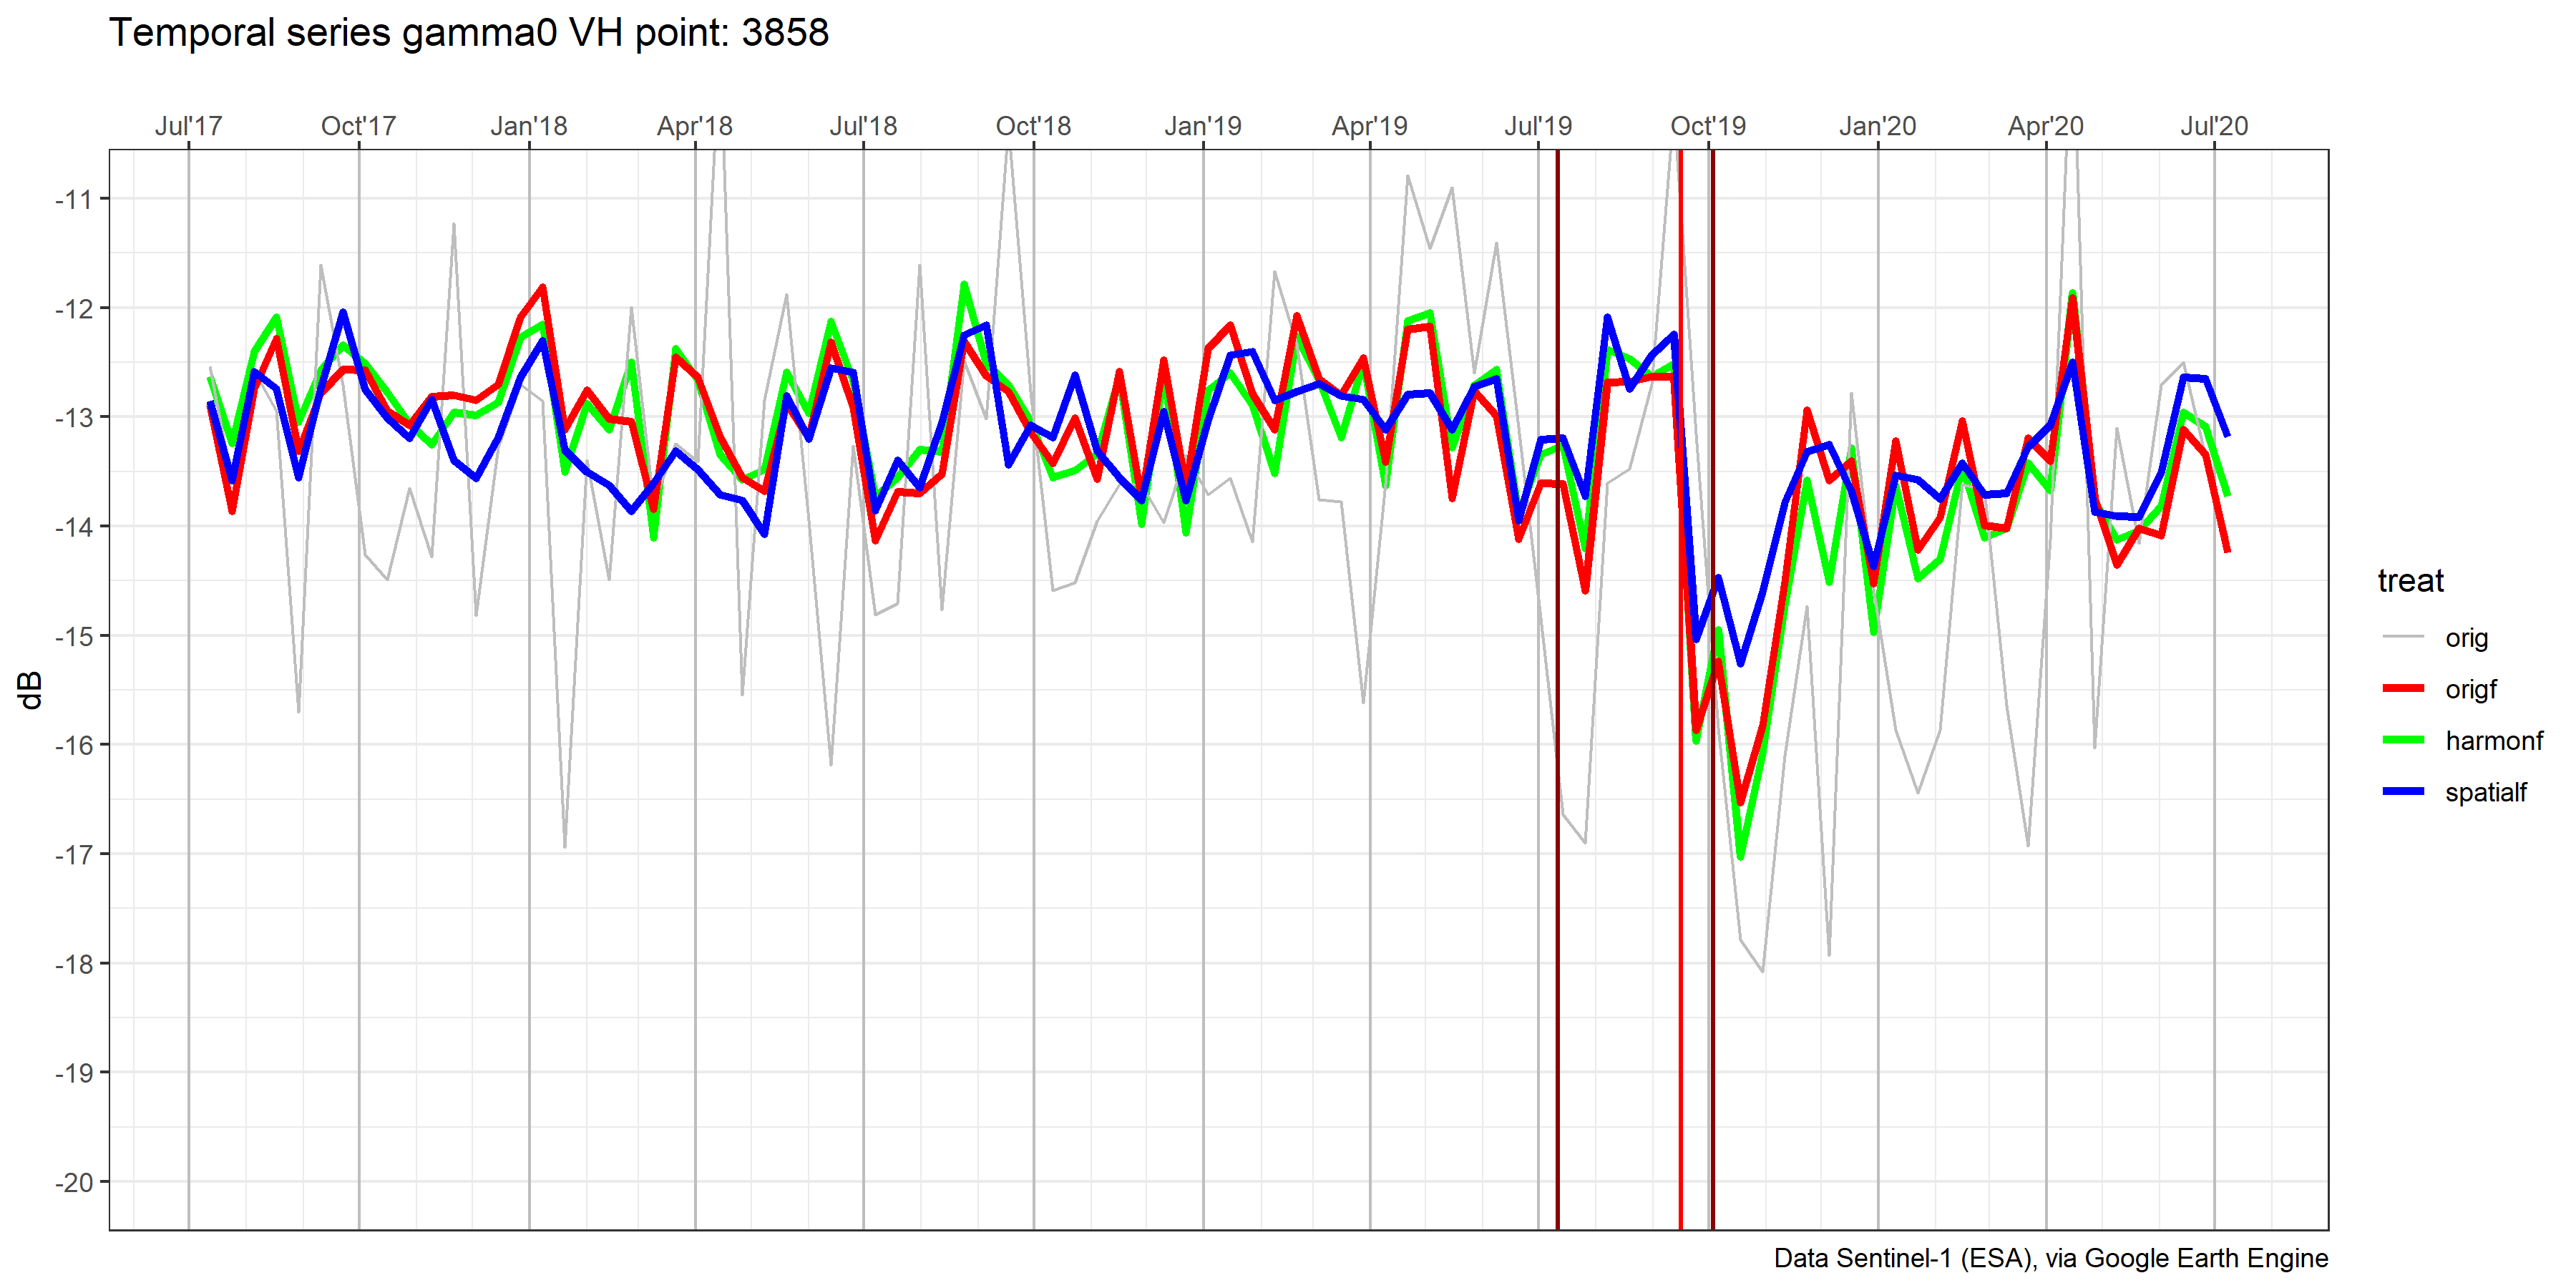 Temporal series gamma0 VH point: 3858
Jul'17 Oct'17 Jan'18 Apr'18 Jul'18 Oct'18 Jan'19 Apr'19 Jul'19 Oct'19 Jan'20 Apr'20 Jul'20
-11
-12
-13
-14
-15
-16
-17
-18
-19
-20
dB
treat
orig
origf
harmonf
spatialf
Data Sentinel-1 (ESA), via Google Earth Engine